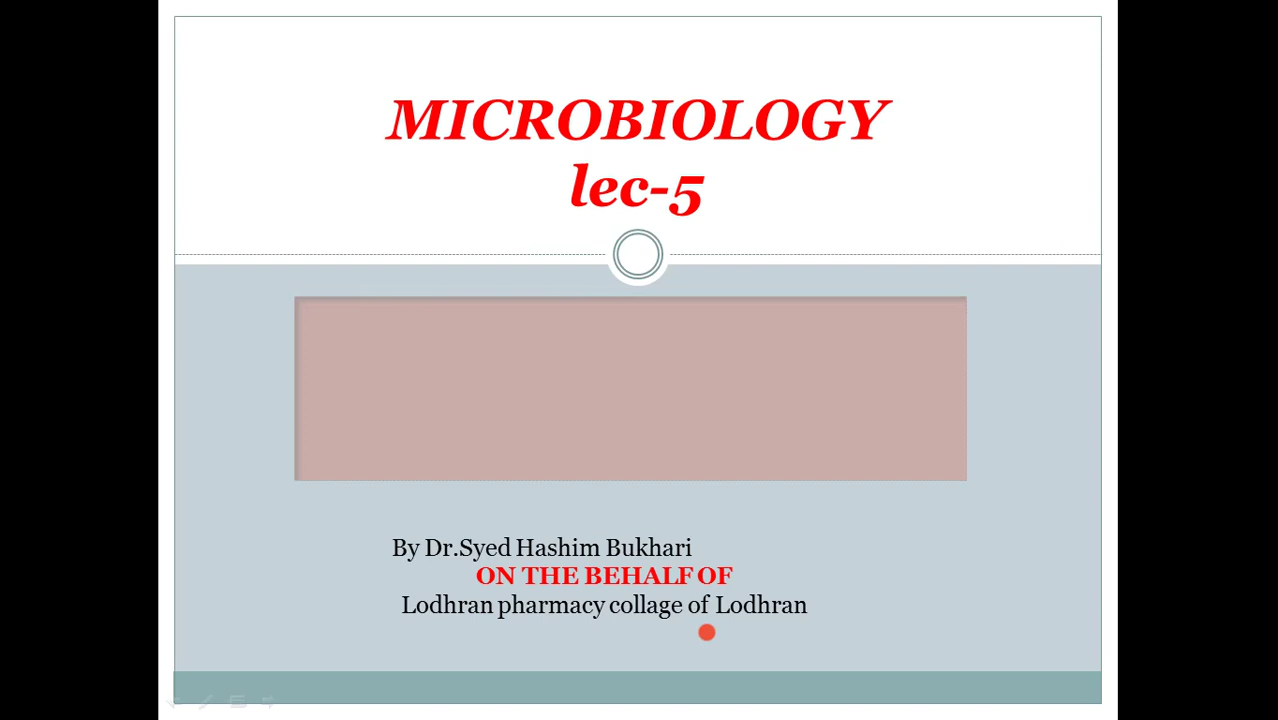 MICROBIOLOGY
lec-5
By Dr.Syed Hashim Bukhari
ON THE BEHALF OF
Lodhran pharmacy collage of Lodhran